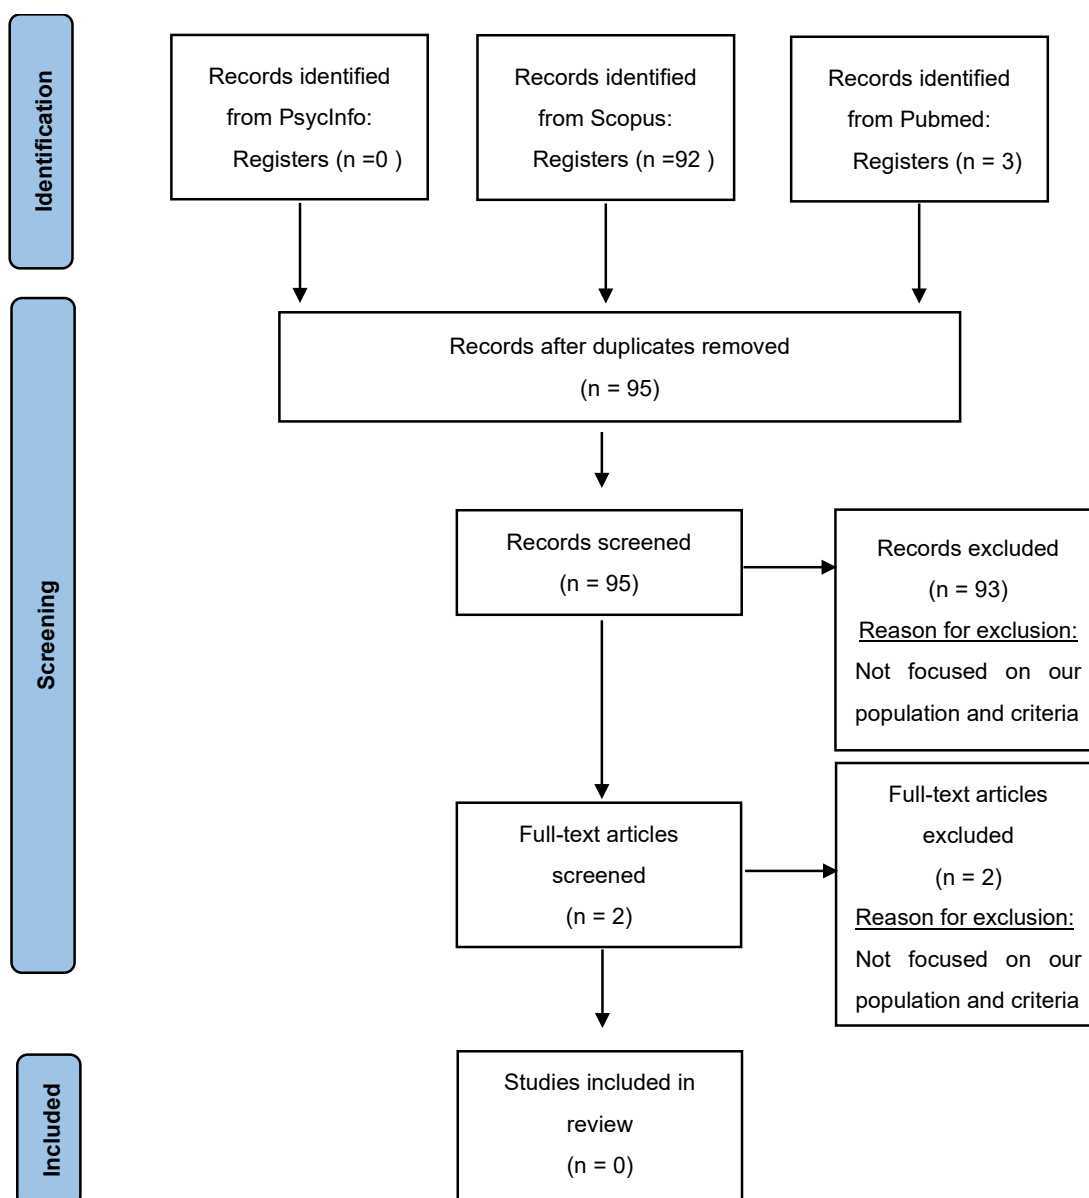 Identification
Records identified
from PsycInfo:
Registers (n =0 )
Records identified
from Scopus:
Registers (n =92 )
Records identified
from Pubmed:
Registers (n = 3)
Screening
Records after duplicates removed
(n = 95)
Records screened
(n = 95)
Records excluded
(n = 93)
Reason for exclusion:
Not focused on our
population and criteria
Full-text articles
screened
(n = 2)
Full-text articles
excluded
(n = 2)
Reason for exclusion:
Not focused on our
population and criteria
Included
Studies included in
review
(n = 0)